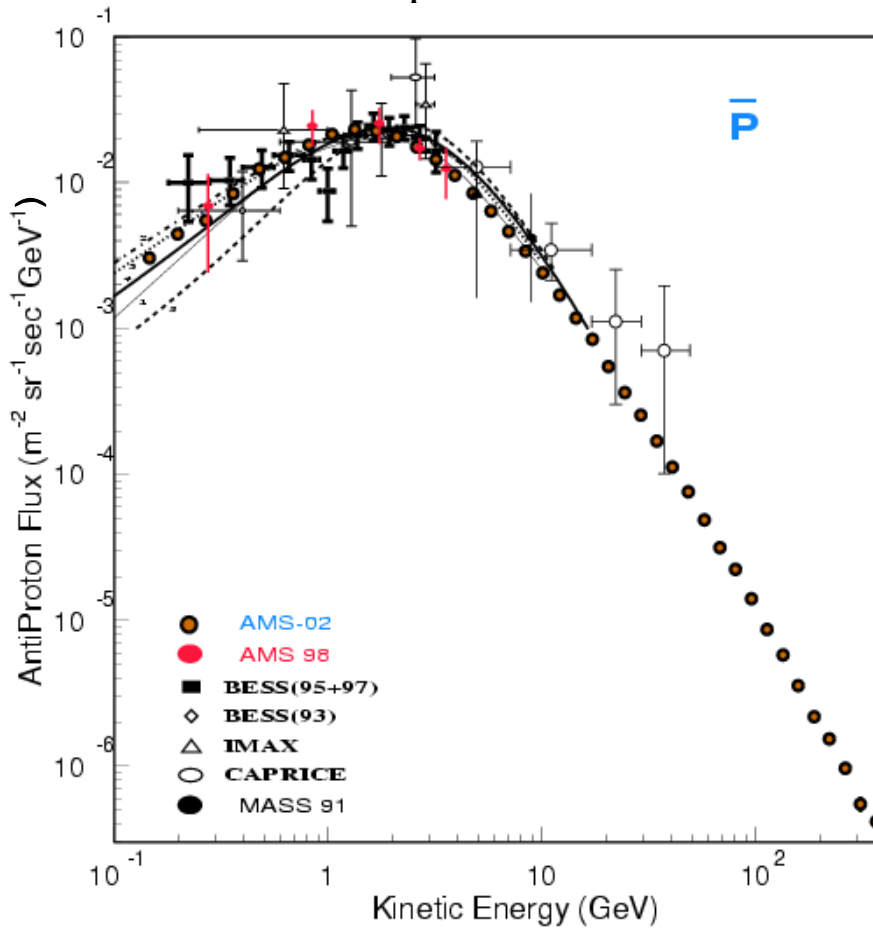 10⁻¹
10⁻²
10⁻³
10⁻⁴
10⁻⁵
10⁻⁶
AntiProton Flux (m⁻² sr⁻¹ sec⁻¹GeV⁻¹)
P̅
AMS-02
AMS 98
BESS(95+97)
BESS(93)
IMAX
CAPRICE
MASS 91
10⁻¹ 1 10 10²
Kinetic Energy (GeV)